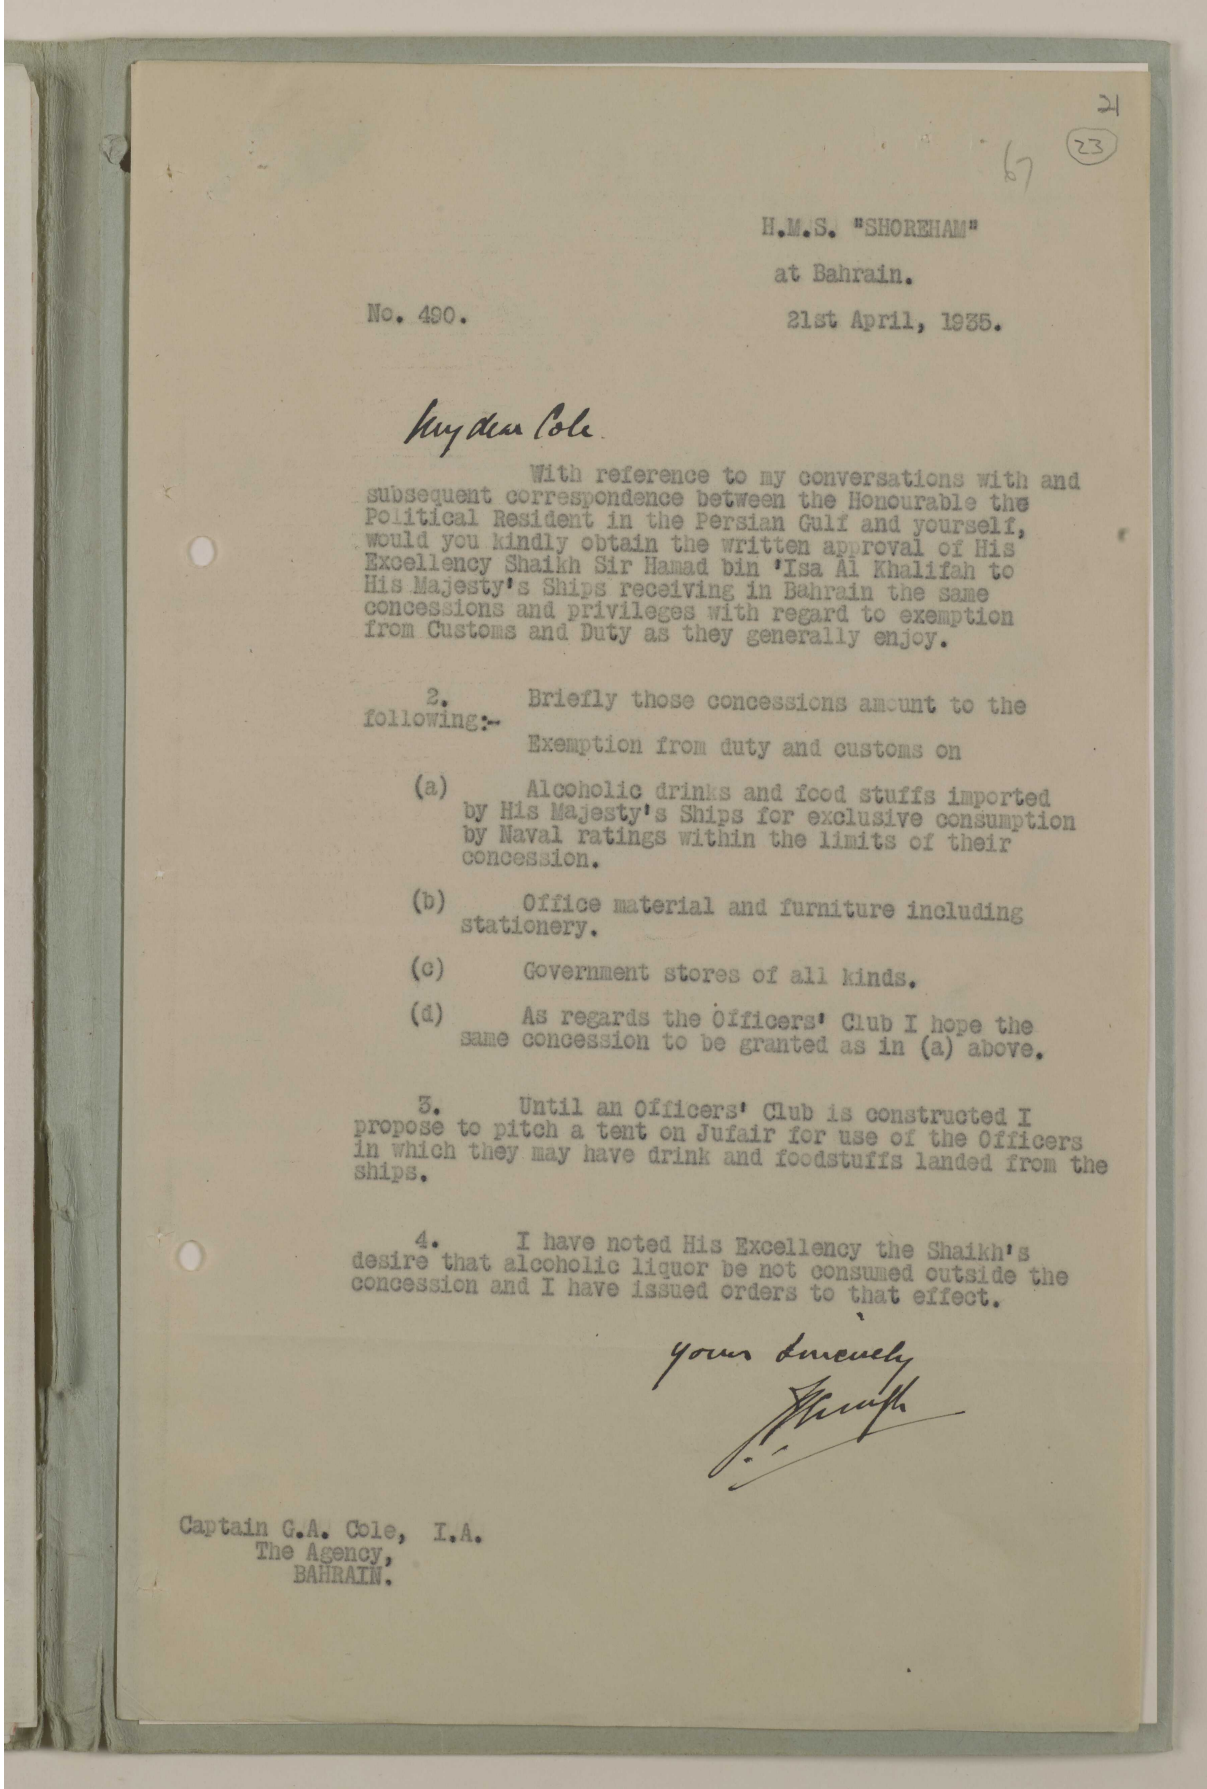 21
23
67
H.M.S. "SHOREHAM"
at Bahrain.
No. 490.
21st April, 1935.
My dear Cole.
With reference to my conversations with and
subsequent correspondence between the Honourable the
Political Resident in the Persian Gulf and yourself,
would you kindly obtain the written approval of His
Excellency Shaikh Sir Hamad bin 'Isa Al Khalifah to
His Majesty's Ships receiving in Bahrain the same
concessions and privileges with regard to exemption
from Customs and Duty as they generally enjoy.
2. Briefly those concessions amount to the
following:-
Exemption from duty and customs on
(a) Alcoholic drinks and food stuffs imported
by His Majesty's Ships for exclusive consumption
by Naval ratings within the limits of their
concession.
(b) Office material and furniture including
stationery.
(c) Government stores of all kinds.
(d) As regards the Officers' Club I hope the
same concession to be granted as in (a) above.
3. Until an Officers' Club is constructed I
propose to pitch a tent on Jufair for use of the Officers
in which they may have drink and foodstuffs landed from the
ships.
4. I have noted His Excellency the Shaikh's
desire that alcoholic liquor be not consumed outside the
concession and I have issued orders to that effect.
Yours sincerely
Captain G.A. Cole, I.A.
The Agency,
BAHRAIN.